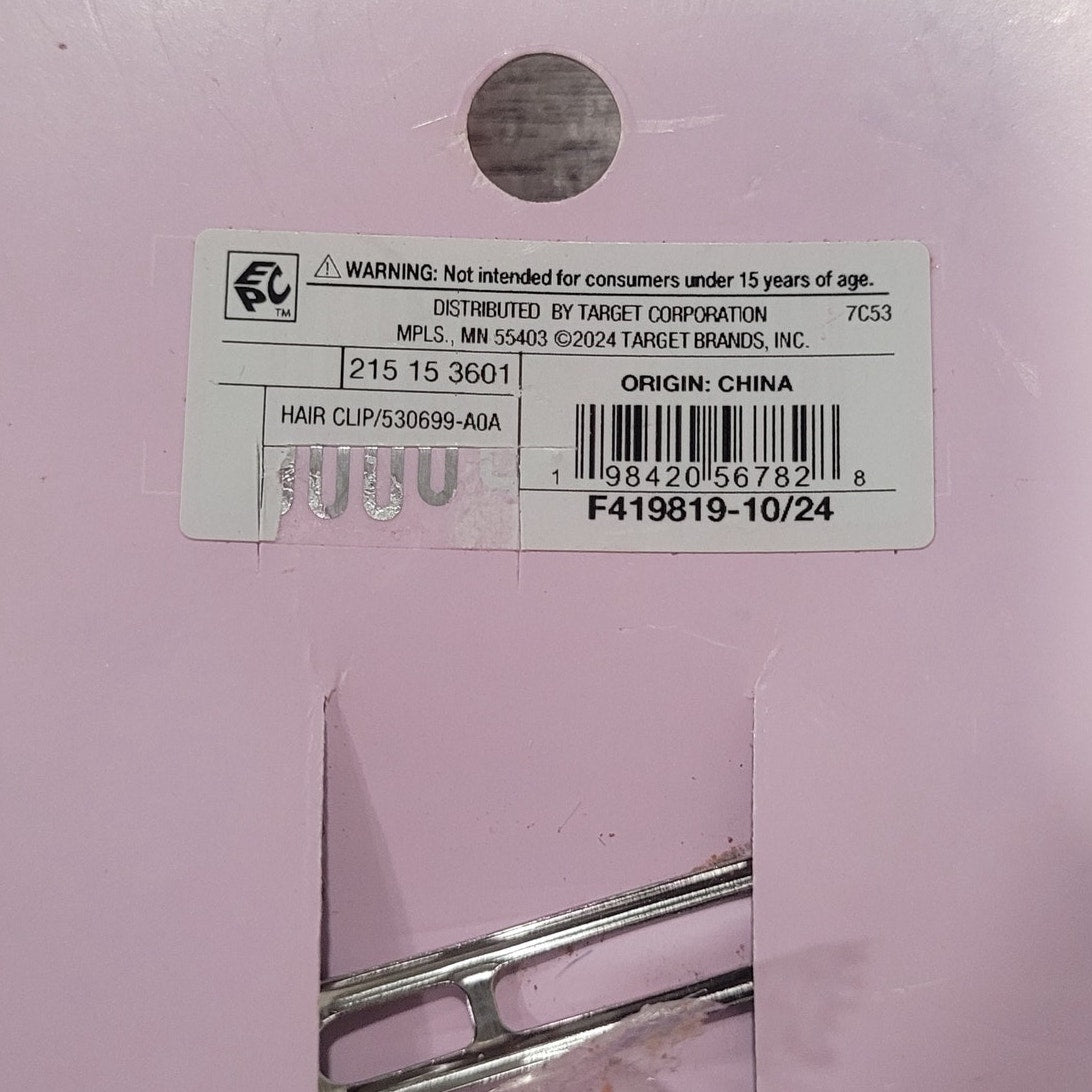 EPC™
⚠ WARNING: Not intended for consumers under 15 years of age.
DISTRIBUTED BY TARGET CORPORATION 7C53
MPLS., MN 55403 ©2024 TARGET BRANDS, INC.
215 15 3601
HAIR CLIP/530699-A0A
ORIGIN: CHINA
1 98420 56782 8
F419819-10/24